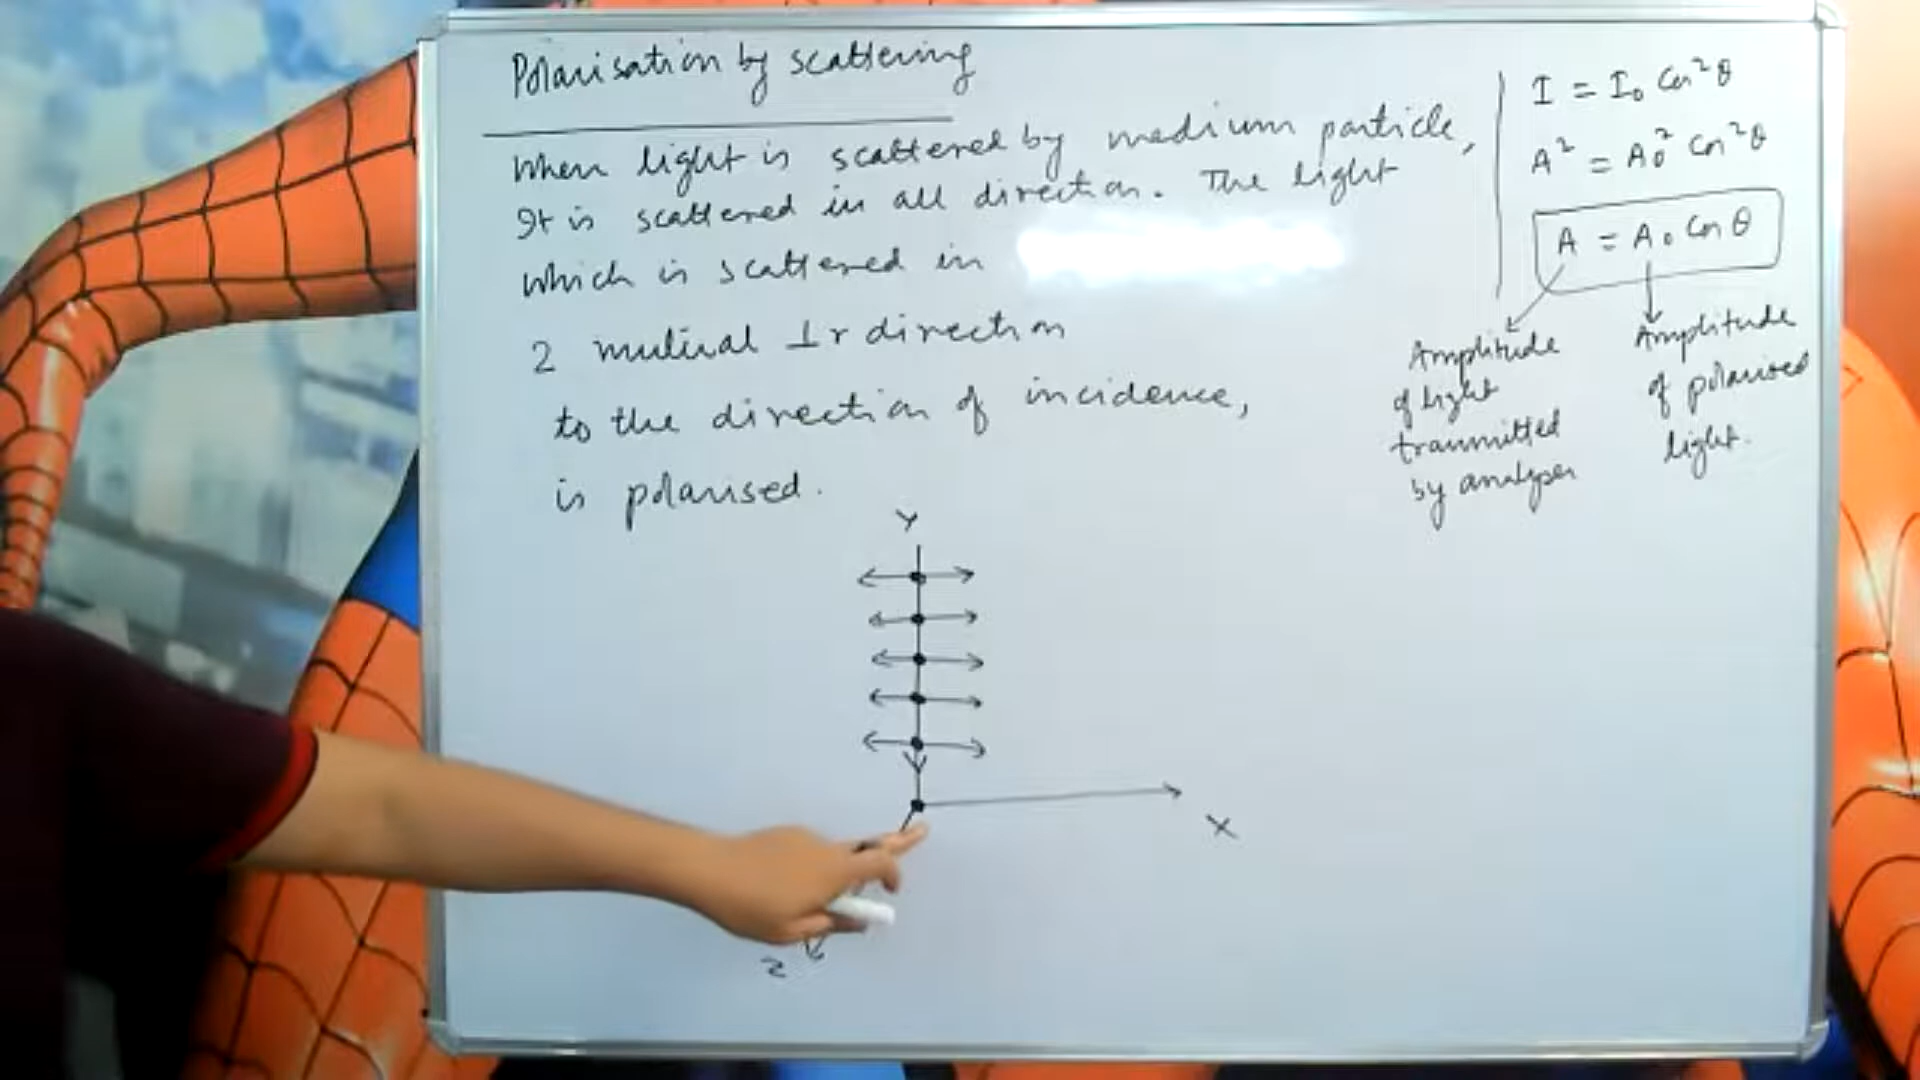 Polarisation by scattering
When light is scattered by medium particle,
It is scattered in all direction. The light
which is scattered in
2 mutual ⊥r direction
to the direction of incidence,
is polarised.
I = I₀ Cos²θ
A² = A₀² Cos²θ
A = A₀ Cosθ
Amplitude
of light
transmitted
by analyser
Amplitude
of polarised
light.
Y
X
Z